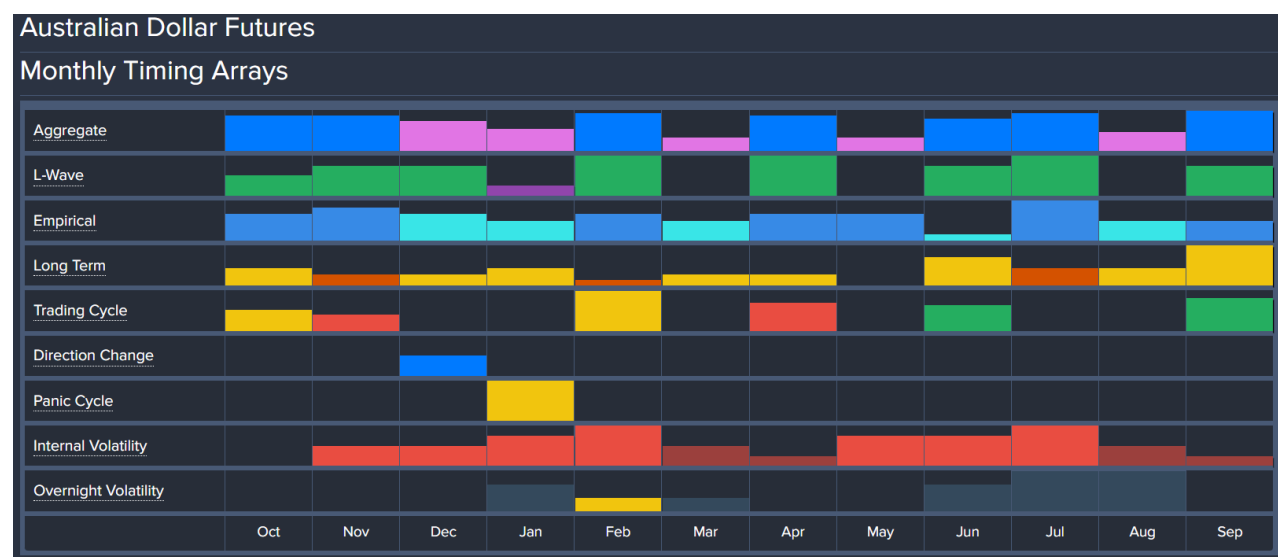 Australian Dollar Futures
Monthly Timing Arrays
Aggregate
L-Wave
Empirical
Long Term
Trading Cycle
Direction Change
Panic Cycle
Internal Volatility
Overnight Volatility
Oct Nov Dec Jan Feb Mar Apr May Jun Jul Aug Sep